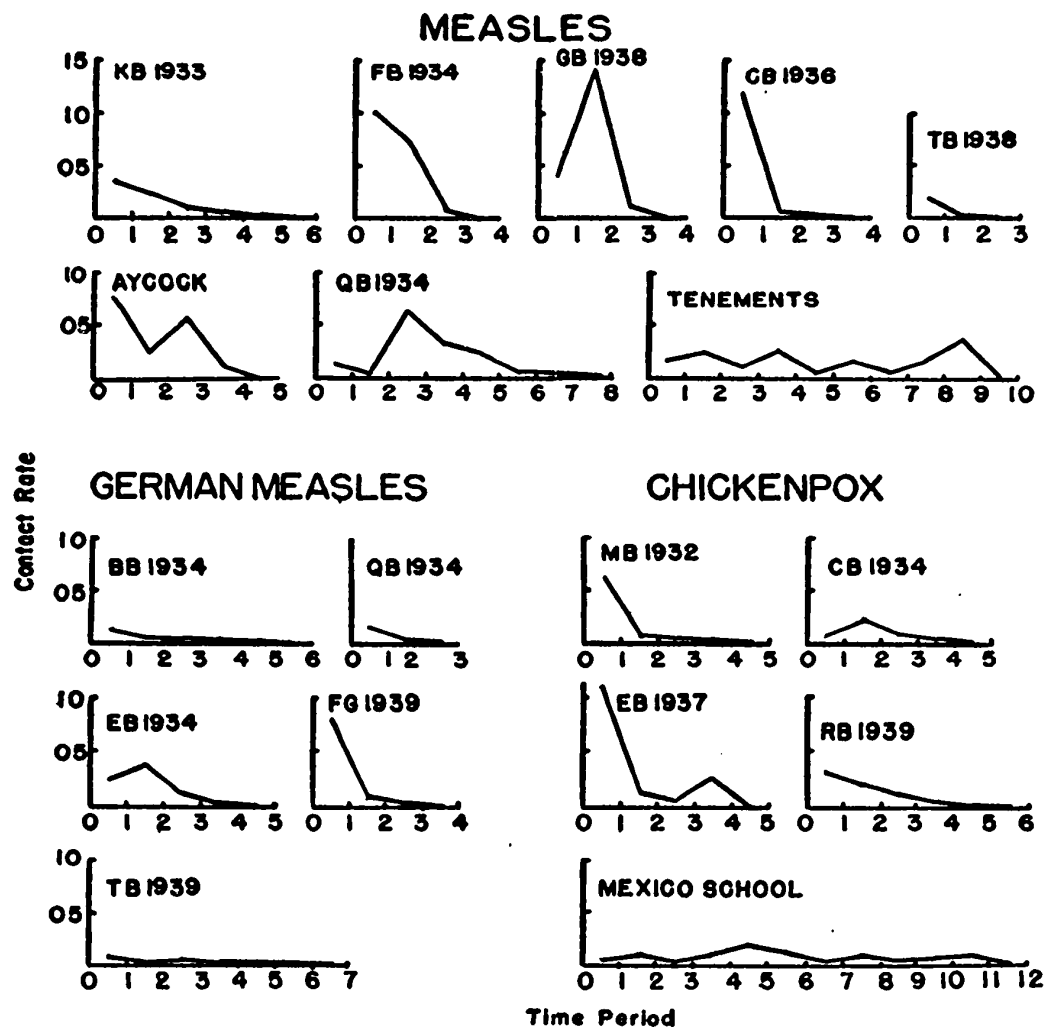 MEASLES
KB 1933
FB 1934
GB 1938
CB 1936
TB 1938
15
10
05
0 1 2 3 4 5 6
0 1 2 3 4
0 1 2 3 4
0 1 2 3 4
0 1 2 3
AYCOCK
QB 1934
TENEMENTS
10
05
0 1 2 3 4 5
0 1 2 3 4 5 6 7 8
0 1 2 3 4 5 6 7 8 9 10
Contact Rate
GERMAN MEASLES
BB 1934
QB 1934
10
05
0 1 2 3 4 5 6
0 1 2 3
EB 1934
FG 1939
10
05
0 1 2 3 4 5
0 1 2 3 4
TB 1939
10
05
0 1 2 3 4 5 6 7
CHICKENPOX
MB 1932
CB 1934
0 1 2 3 4 5
0 1 2 3 4 5
EB 1937
RB 1939
0 1 2 3 4 5
0 1 2 3 4 5 6
MEXICO SCHOOL
0 1 2 3 4 5 6 7 8 9 10 11 12
Time Period